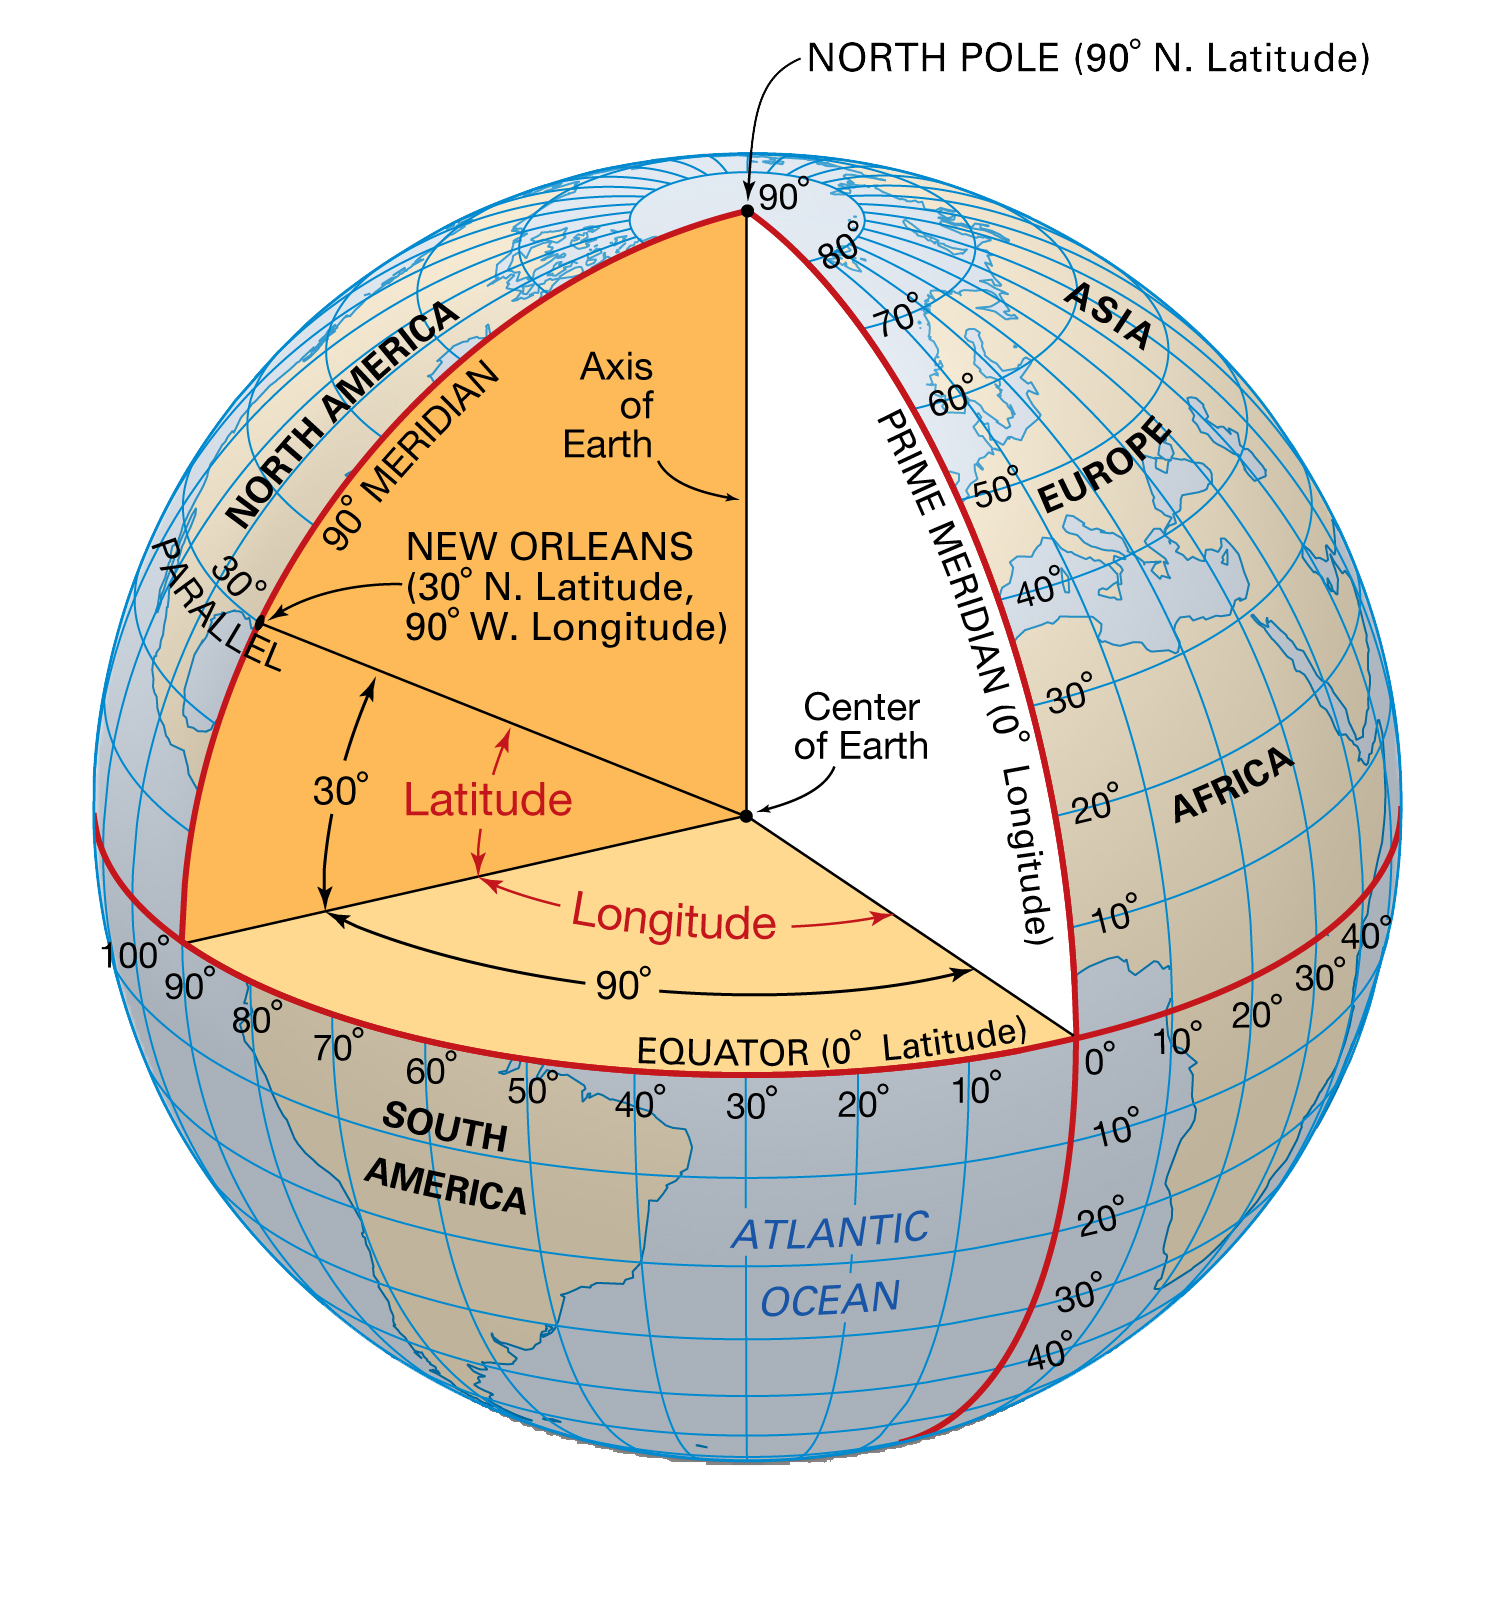 NORTH POLE (90° N. Latitude)
90°
80°
70°
60°
50°
40°
30°
20°
10°
ASIA
EUROPE
AFRICA
NORTH AMERICA
90° MERIDIAN
Axis
of
Earth
PRIME MERIDIAN (0° Longitude)
NEW ORLEANS
(30° N. Latitude,
90° W. Longitude)
30°
PARALLEL
Center
of Earth
30°
Latitude
Longitude
90°
EQUATOR (0° Latitude)
100°
90°
80°
70°
60°
50°
40°
30°
20°
10°
0°
10°
20°
30°
40°
10°
20°
30°
40°
SOUTH
AMERICA
ATLANTIC
OCEAN